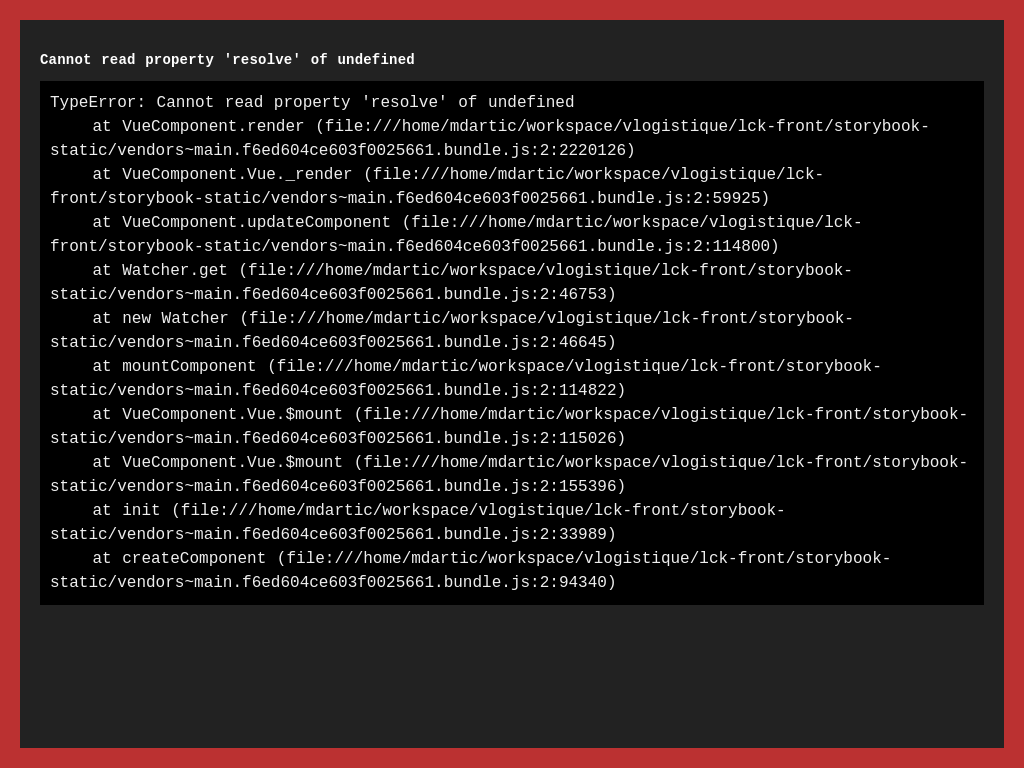 Cannot read property 'resolve' of undefined
TypeError: Cannot read property 'resolve' of undefined
at VueComponent.render (file:///home/mdartic/workspace/vlogistique/lck-front/storybook-
static/vendors~main.f6ed604ce603f0025661.bundle.js:2:2220126)
at VueComponent.Vue._render (file:///home/mdartic/workspace/vlogistique/lck-
front/storybook-static/vendors~main.f6ed604ce603f0025661.bundle.js:2:59925)
at VueComponent.updateComponent (file:///home/mdartic/workspace/vlogistique/lck-
front/storybook-static/vendors~main.f6ed604ce603f0025661.bundle.js:2:114800)
at Watcher.get (file:///home/mdartic/workspace/vlogistique/lck-front/storybook-
static/vendors~main.f6ed604ce603f0025661.bundle.js:2:46753)
at new Watcher (file:///home/mdartic/workspace/vlogistique/lck-front/storybook-
static/vendors~main.f6ed604ce603f0025661.bundle.js:2:46645)
at mountComponent (file:///home/mdartic/workspace/vlogistique/lck-front/storybook-
static/vendors~main.f6ed604ce603f0025661.bundle.js:2:114822)
at VueComponent.Vue.$mount (file:///home/mdartic/workspace/vlogistique/lck-front/storybook-
static/vendors~main.f6ed604ce603f0025661.bundle.js:2:115026)
at VueComponent.Vue.$mount (file:///home/mdartic/workspace/vlogistique/lck-front/storybook-
static/vendors~main.f6ed604ce603f0025661.bundle.js:2:155396)
at init (file:///home/mdartic/workspace/vlogistique/lck-front/storybook-
static/vendors~main.f6ed604ce603f0025661.bundle.js:2:33989)
at createComponent (file:///home/mdartic/workspace/vlogistique/lck-front/storybook-
static/vendors~main.f6ed604ce603f0025661.bundle.js:2:94340)